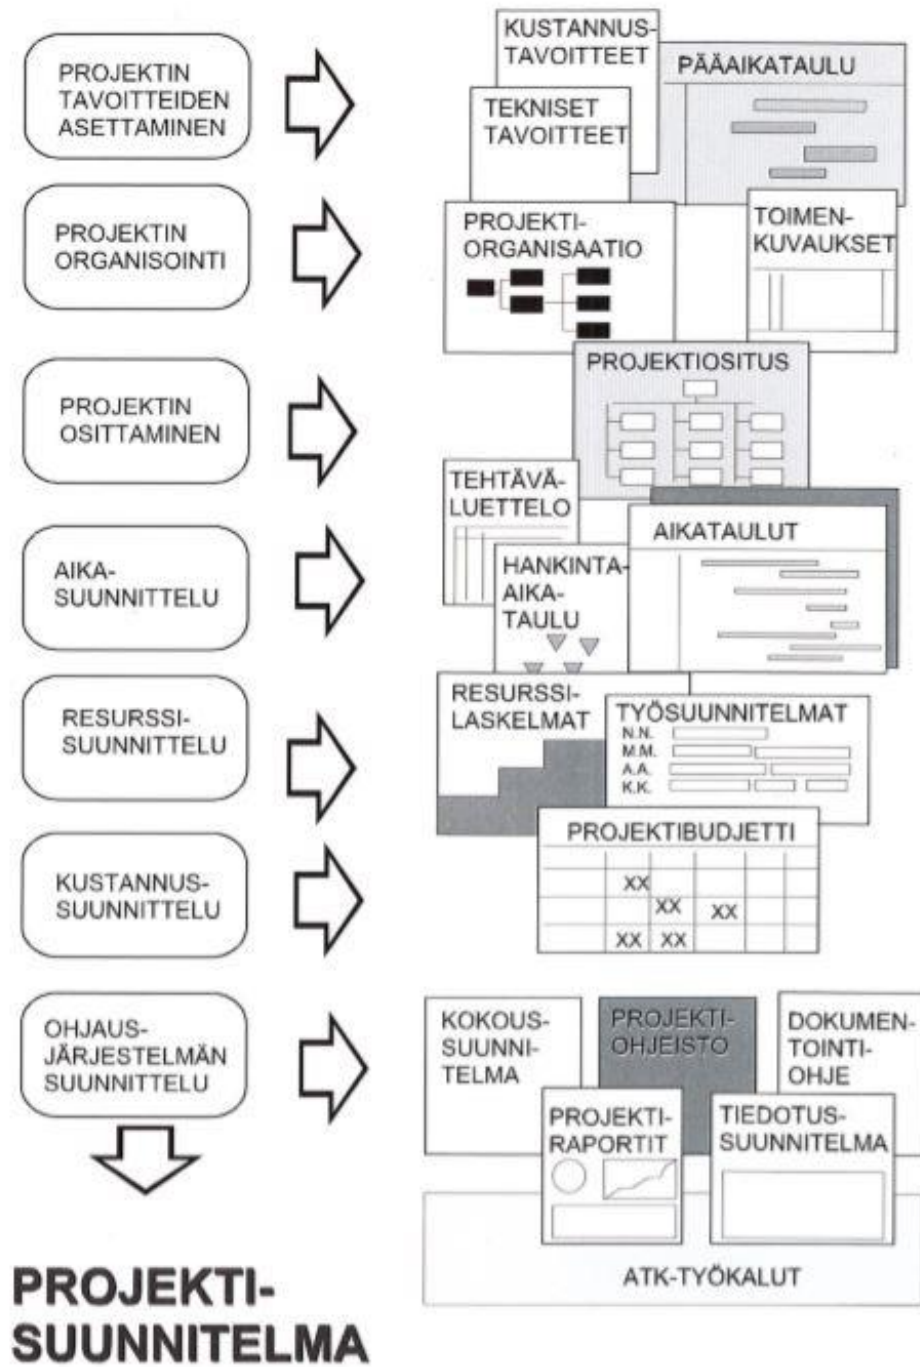 PROJEKTIN
TAVOITTEIDEN
ASETTAMINEN
KUSTANNUS-
TAVOITTEET
PÄÄAIKATAULU
TEKNISET
TAVOITTEET
PROJEKTIN
ORGANISOINTI
PROJEKTI-
ORGANISAATIO
TOIMEN-
KUVAUKSET
PROJEKTIN
OSITTAMINEN
PROJEKTIOSITUS
TEHTÄVÄ-
LUETTELO
AIKA-
SUUNNITTELU
HANKINTA-
AIKA-
TAULU
AIKATAULUT
RESURSSI-
SUUNNITTELU
RESURSSI-
LASKELMAT
TYÖSUUNNITELMAT
N.N.
M.M.
A.A.
K.K.
KUSTANNUS-
SUUNNITTELU
PROJEKTIBUDJETTI
XX
XX XX
XX XX
OHJAUS-
JÄRJESTELMÄN
SUUNNITTELU
KOKOUS-
SUUNNI-
TELMA
PROJEKTI-
OHJEISTO
DOKUMEN-
TOINTI-
OHJE
PROJEKTI-
RAPORTIT
TIEDOTUS-
SUUNNITELMA
ATK-TYÖKALUT
PROJEKTI-
SUUNNITELMA